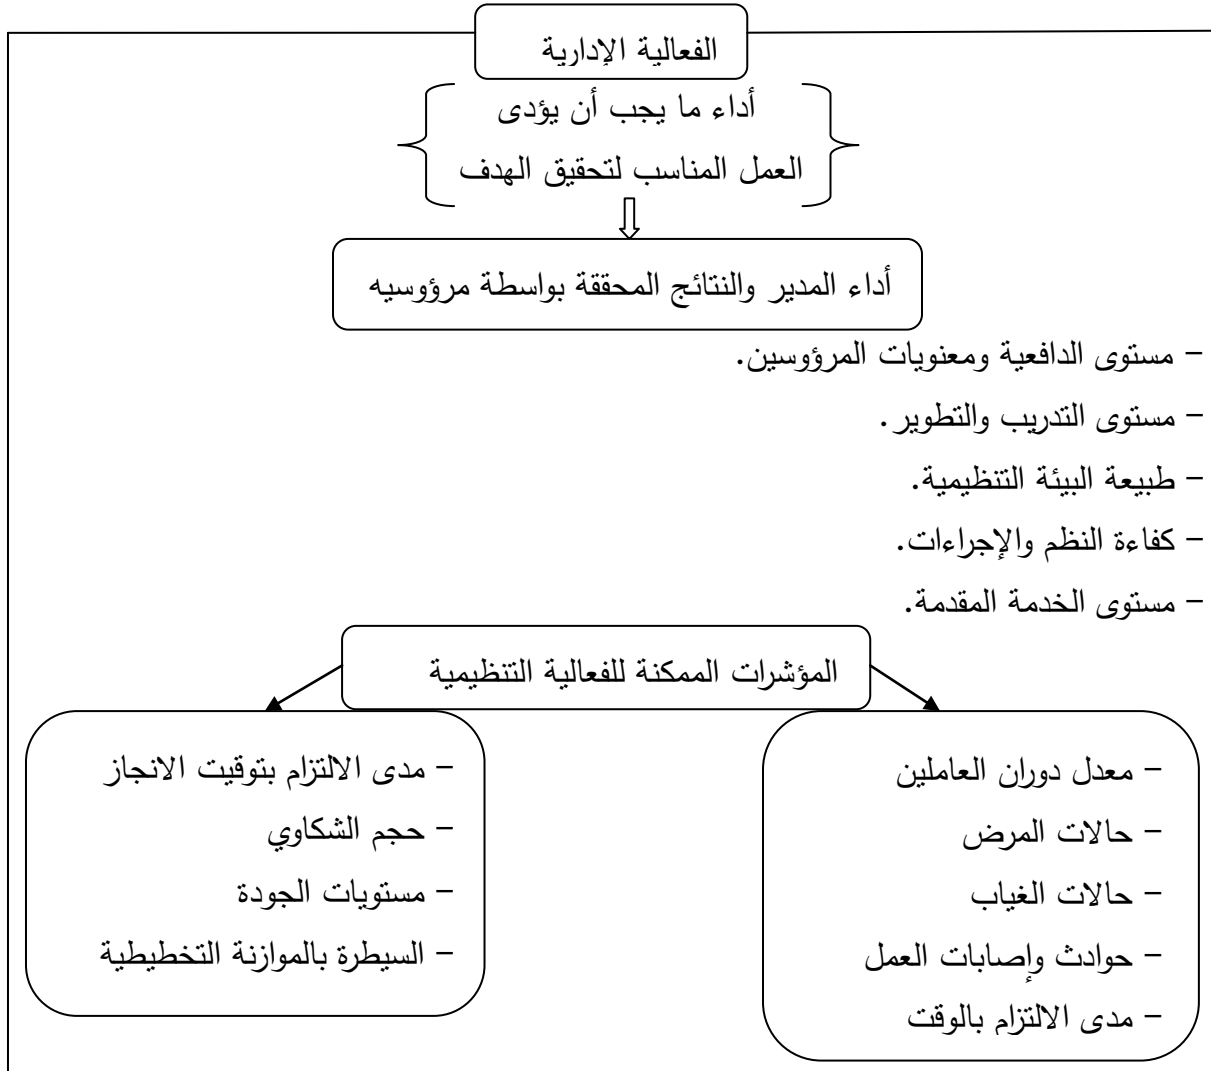 الفعالية الإدارية
أداء ما يجب أن يؤدى
العمل المناسب لتحقيق الهدف
أداء المدير والنتائج المحققة بواسطة مرؤوسيه
– مستوى الدافعية ومعنويات المرؤوسين.
– مستوى التدريب والتطوير.
– طبيعة البيئة التنظيمية.
– كفاءة النظم والإجراءات.
– مستوى الخدمة المقدمة.
المؤشرات الممكنة للفعالية التنظيمية
– معدل دوران العاملين
– حالات المرض
– حالات الغياب
– حوادث وإصابات العمل
– مدى الالتزام بالوقت
– مدى الالتزام بتوقيت الانجاز
– حجم الشكاوي
– مستويات الجودة
– السيطرة بالموازنة التخطيطية